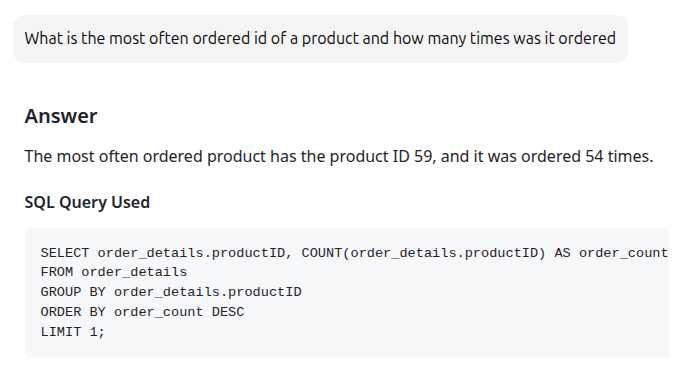 What is the most often ordered id of a product and how many times was it ordered
Answer
The most often ordered product has the product ID 59, and it was ordered 54 times.
SQL Query Used
SELECT order_details.productID, COUNT(order_details.productID) AS order_count
FROM order_details
GROUP BY order_details.productID
ORDER BY order_count DESC
LIMIT 1;